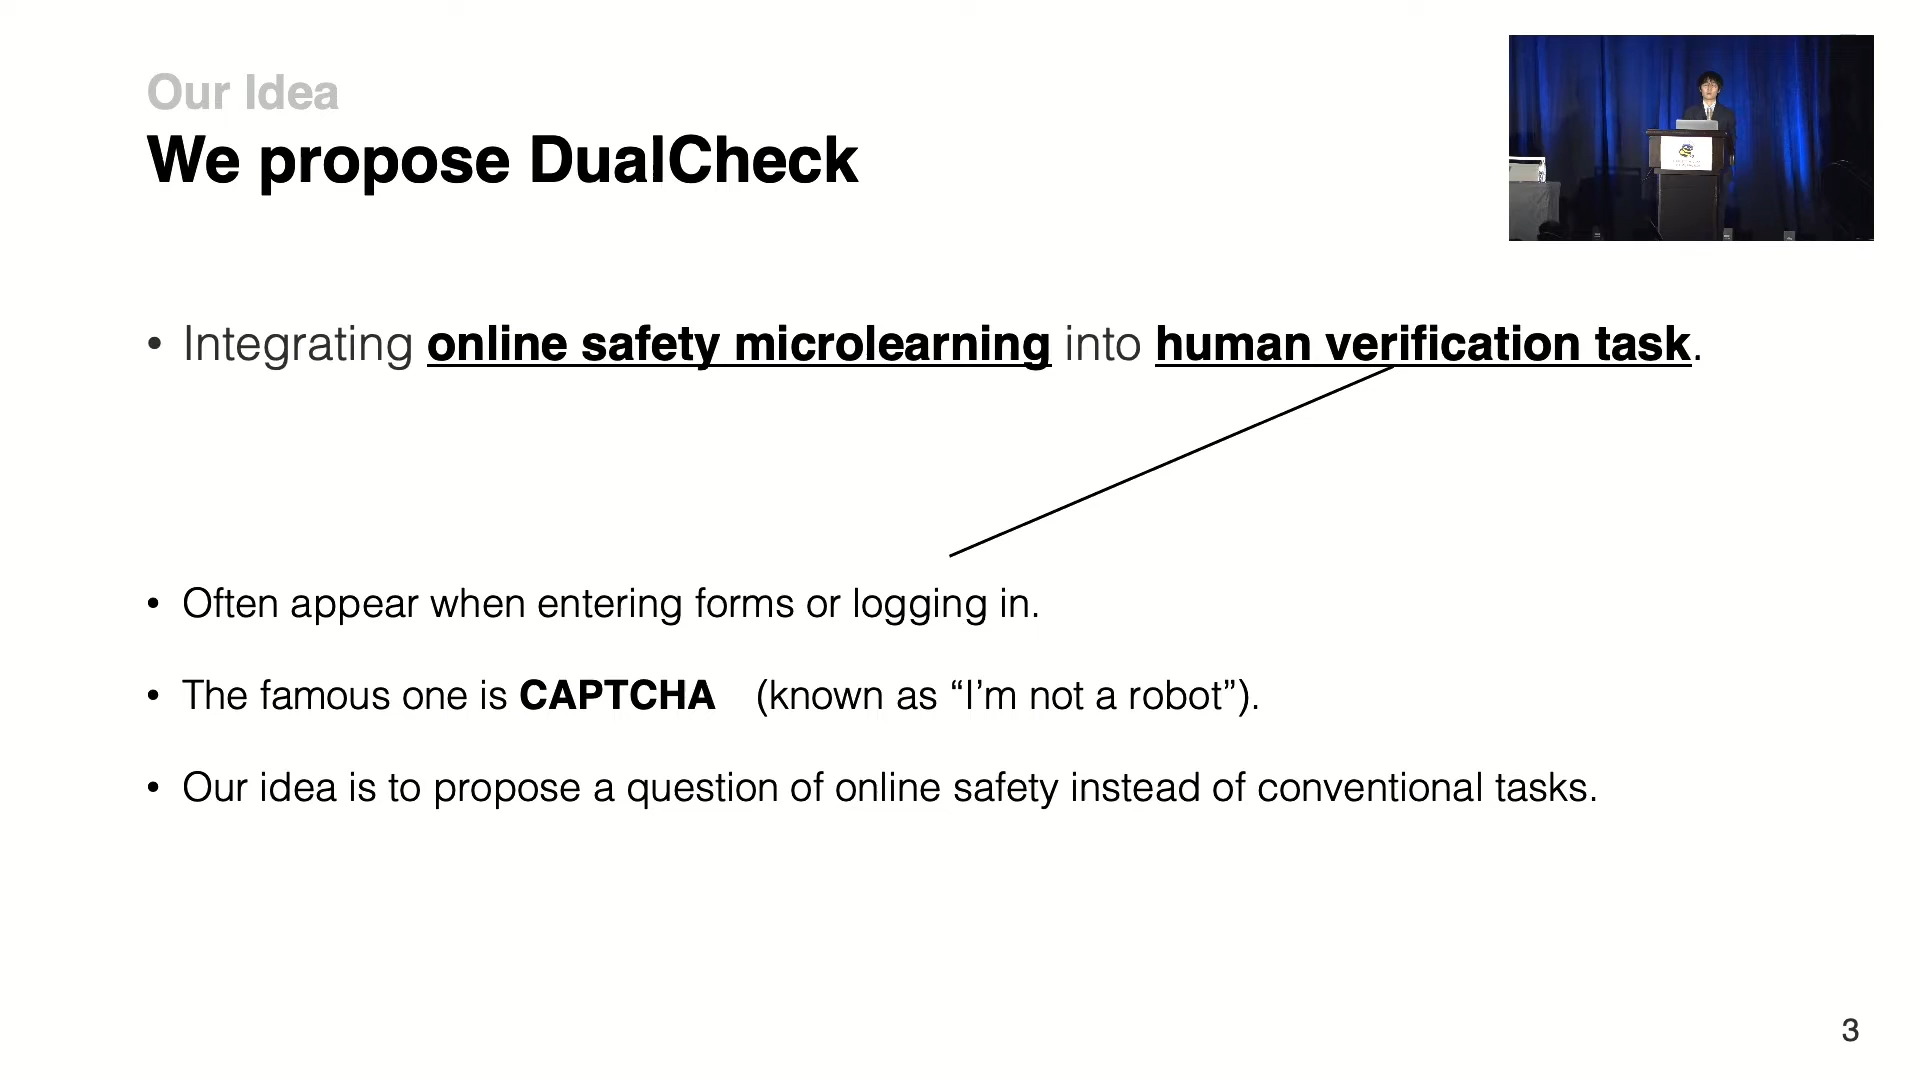 Our Idea
We propose DualCheck
• Integrating online safety microlearning into human verification task.
• Often appear when entering forms or logging in.
• The famous one is CAPTCHA (known as “I’m not a robot”).
• Our idea is to propose a question of online safety instead of conventional tasks.
3